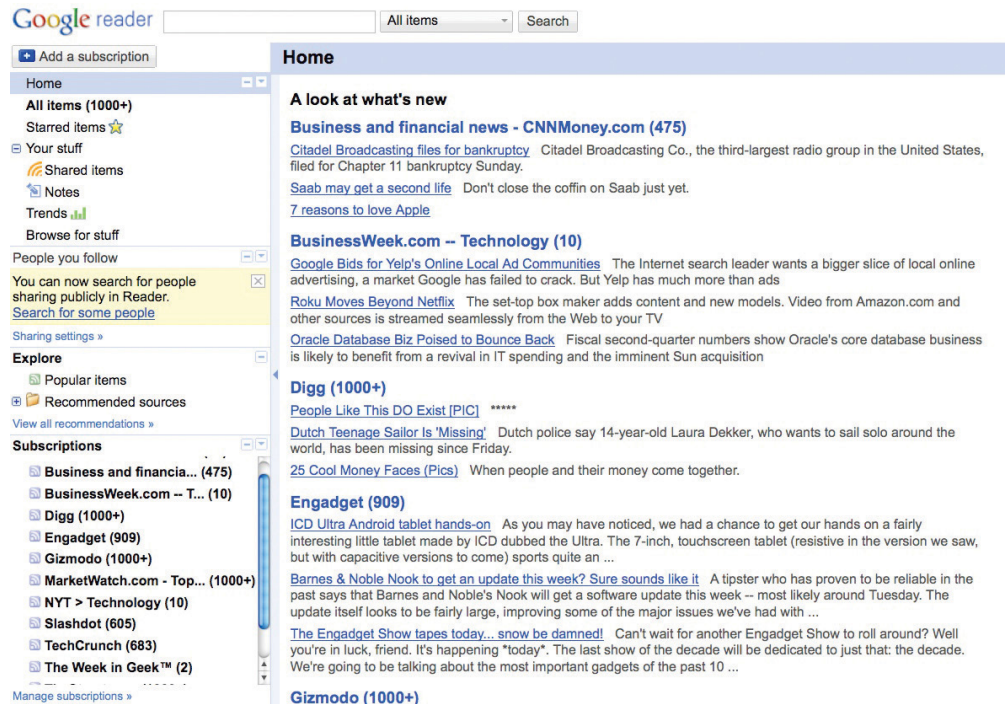 Google reader
All items
Search
Add a subscription
Home
All items (1000+)
Starred items
Your stuff
Shared items
Notes
Trends
Browse for stuff
People you follow
You can now search for people
sharing publicly in Reader.
Search for some people
Sharing settings »
Explore
Popular items
Recommended sources
View all recommendations »
Subscriptions
Business and financia... (475)
BusinessWeek.com -- T... (10)
Digg (1000+)
Engadget (909)
Gizmodo (1000+)
MarketWatch.com - Top... (1000+)
NYT > Technology (10)
Slashdot (605)
TechCrunch (683)
The Week in Geek™ (2)
Manage subscriptions »
Home
A look at what's new
Business and financial news - CNNMoney.com (475)
Citadel Broadcasting files for bankruptcy Citadel Broadcasting Co., the third-largest radio group in the United States,
filed for Chapter 11 bankruptcy Sunday.
Saab may get a second life Don't close the coffin on Saab just yet.
7 reasons to love Apple
BusinessWeek.com -- Technology (10)
Google Bids for Yelp's Online Local Ad Communities The Internet search leader wants a bigger slice of local online
advertising, a market Google has failed to crack. But Yelp has much more than ads
Roku Moves Beyond Netflix The set-top box maker adds content and new models. Video from Amazon.com and
other sources is streamed seamlessly from the Web to your TV
Oracle Database Biz Poised to Bounce Back Fiscal second-quarter numbers show Oracle's core database business
is likely to benefit from a revival in IT spending and the imminent Sun acquisition
Digg (1000+)
People Like This DO Exist [PIC] *****
Dutch Teenage Sailor Is 'Missing' Dutch police say 14-year-old Laura Dekker, who wants to sail solo around the
world, has been missing since Friday.
25 Cool Money Faces (Pics) When people and their money come together.
Engadget (909)
ICD Ultra Android tablet hands-on As you may have noticed, we had a chance to get our hands on a fairly
interesting little tablet made by ICD dubbed the Ultra. The 7-inch, touchscreen tablet (resistive in the version we saw,
but with capacitive versions to come) sports quite an ...
Barnes & Noble Nook to get an update this week? Sure sounds like it A tipster who has proven to be reliable in the
past says that Barnes and Noble's Nook will get a software update this week -- most likely around Tuesday. The
update itself looks to be fairly large, improving some of the major issues we've had with ...
The Engadget Show tapes today... snow be damned! Can't wait for another Engadget Show to roll around? Well
you're in luck, friend. It's happening *today*. The last show of the decade will be dedicated to just that: the decade.
We're going to be talking about the most important gadgets of the past 10 ...
Gizmodo (1000+)